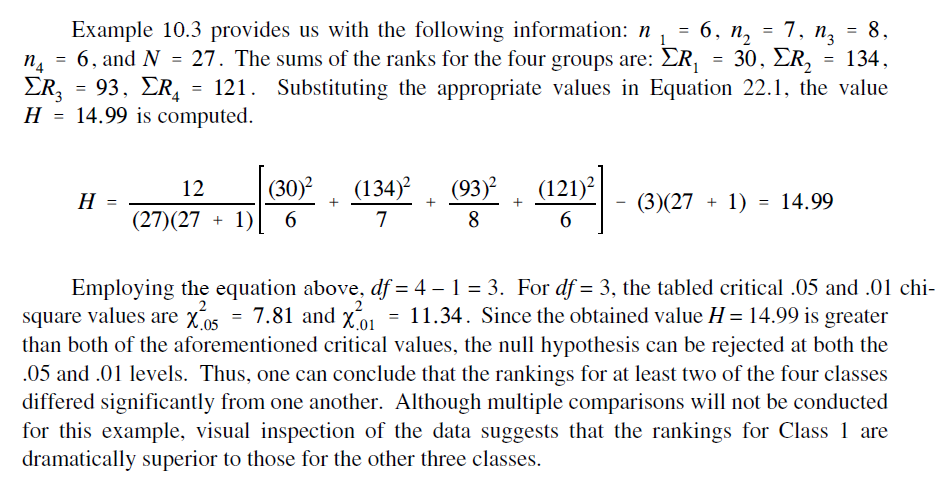 Example 10.3 provides us with the following information: n₁ = 6, n₂ = 7, n₃ = 8,
n₄ = 6, and N = 27. The sums of the ranks for the four groups are: ΣR₁ = 30, ΣR₂ = 134,
ΣR₃ = 93, ΣR₄ = 121. Substituting the appropriate values in Equation 22.1, the value
H = 14.99 is computed.
H = 12/((27)(27 + 1)) [(30)²/6 + (134)²/7 + (93)²/8 + (121)²/6] − (3)(27 + 1) = 14.99
Employing the equation above, df = 4 – 1 = 3. For df = 3, the tabled critical .05 and .01 chi-
square values are χ².₀₅ = 7.81 and χ².₀₁ = 11.34. Since the obtained value H = 14.99 is greater
than both of the aforementioned critical values, the null hypothesis can be rejected at both the
.05 and .01 levels. Thus, one can conclude that the rankings for at least two of the four classes
differed significantly from one another. Although multiple comparisons will not be conducted
for this example, visual inspection of the data suggests that the rankings for Class 1 are
dramatically superior to those for the other three classes.